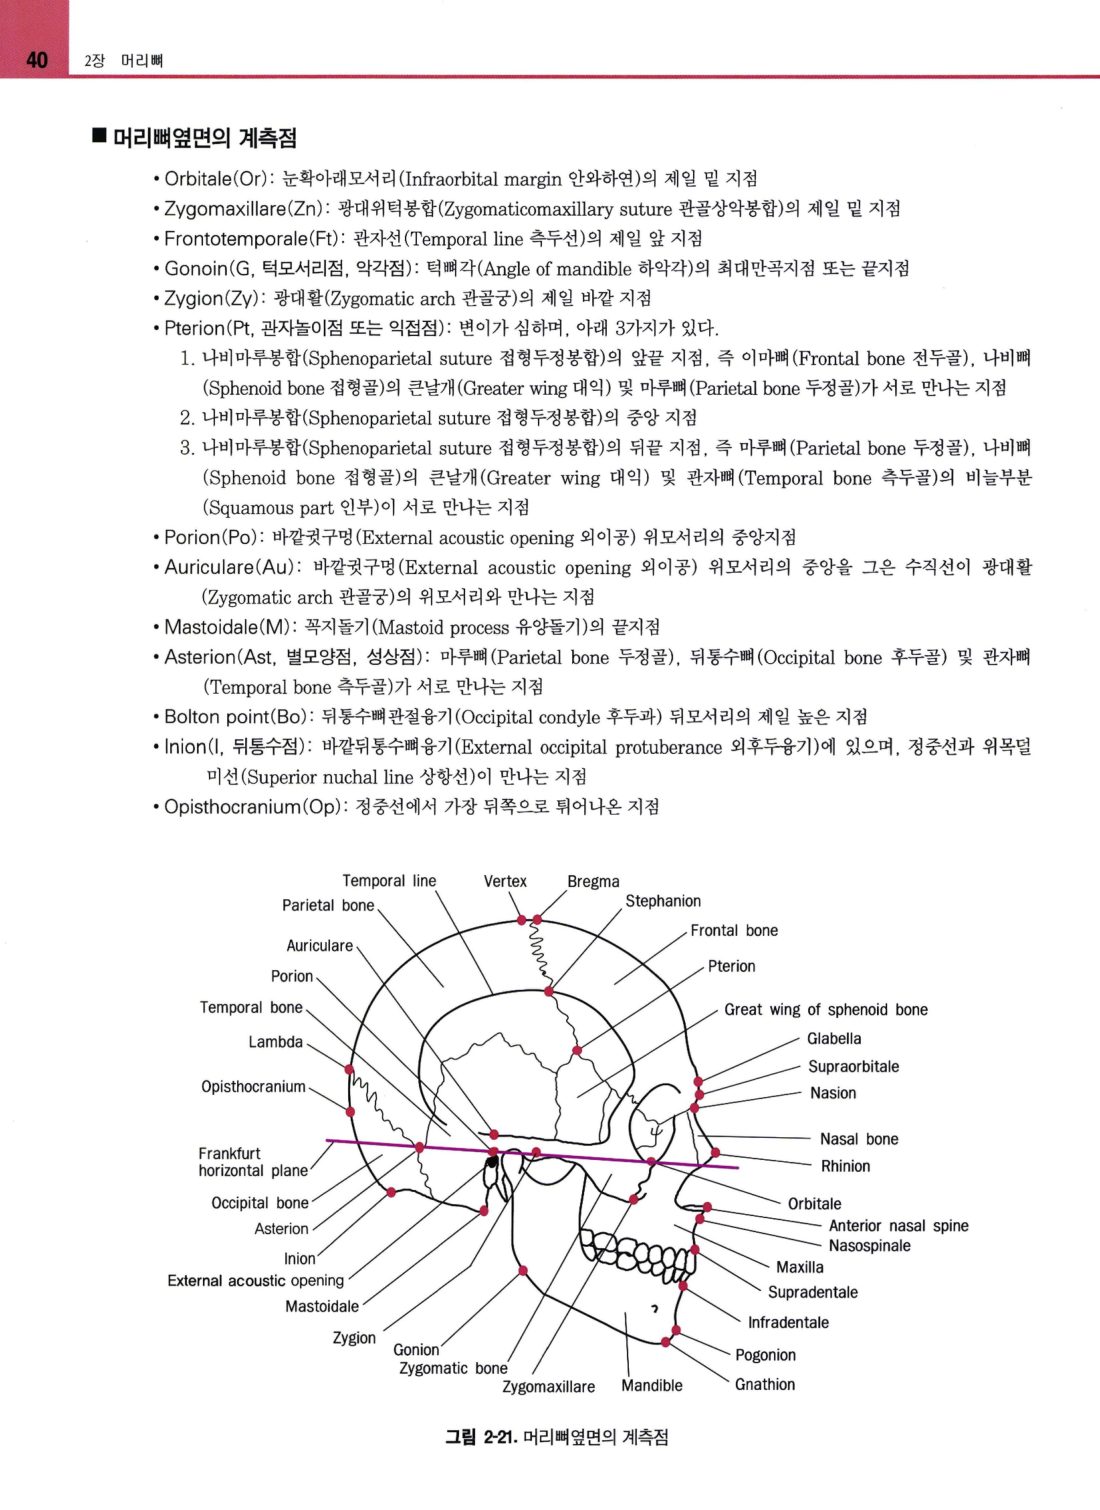 40 2장 머리뼈
■ 머리뼈옆면의 계측점
• Orbitale(Or): 눈확아래모서리(Infraorbital margin 안와하연)의 제일 밑 지점
• Zygomaxillare(Zn): 광대위턱봉합(Zygomaticomaxillary suture 관골상악봉합)의 제일 밑 지점
• Frontotemporale(Ft): 관자선(Temporal line 측두선)의 제일 앞 지점
• Gonoin(G, 턱모서리점, 악각점): 턱뼈각(Angle of mandible 하악각)의 최대만곡지점 또는 끝지점
• Zygion(Zy): 광대활(Zygomatic arch 관골궁)의 제일 바깥 지점
• Pterion(Pt, 관자놀이점 또는 익접점): 변이가 심하며, 아래 3가지가 있다.
1. 나비마루봉합(Sphenoparietal suture 접형두정봉합)의 앞끝 지점, 즉 이마뼈(Frontal bone 전두골), 나비뼈
(Sphenoid bone 접형골)의 큰날개(Greater wing 대익) 및 마루뼈(Parietal bone 두정골)가 서로 만나는 지점
2. 나비마루봉합(Sphenoparietal suture 접형두정봉합)의 중앙 지점
3. 나비마루봉합(Sphenoparietal suture 접형두정봉합)의 뒤끝 지점, 즉 마루뼈(Parietal bone 두정골), 나비뼈
(Sphenoid bone 접형골)의 큰날개(Greater wing 대익) 및 관자뼈(Temporal bone 측두골)의 비늘부분
(Squamous part 인부)이 서로 만나는 지점
• Porion(Po): 바깥귓구멍(External acoustic opening 외이공) 위모서리의 중앙지점
• Auriculare(Au): 바깥귓구멍(External acoustic opening 외이공) 위모서리의 중앙을 그은 수직선이 광대활
(Zygomatic arch 관골궁)의 위모서리와 만나는 지점
• Mastoidale(M): 꼭지돌기(Mastoid process 유양돌기)의 끝지점
• Asterion(Ast, 별모양점, 성상점): 마루뼈(Parietal bone 두정골), 뒤통수뼈(Occipital bone 후두골) 및 관자뼈
(Temporal bone 측두골)가 서로 만나는 지점
• Bolton point(Bo): 뒤통수뼈관절융기(Occipital condyle 후두과) 뒤모서리의 제일 높은 지점
• Inion(I, 뒤통수점): 바깥뒤통수뼈융기(External occipital protuberance 외후두융기)에 있으며, 정중선과 위목덜
미선(Superior nuchal line 상항선)이 만나는 지점
• Opisthocranium(Op): 정중선에서 가장 뒤쪽으로 튀어나온 지점
Temporal line
Vertex
Bregma
Parietal bone
Stephanion
Frontal bone
Auriculare
Pterion
Porion
Temporal bone
Great wing of sphenoid bone
Lambda
Glabella
Supraorbitale
Opisthocranium
Nasion
Nasal bone
Frankfurt
horizontal plane
Rhinion
Occipital bone
Orbitale
Asterion
Anterior nasal spine
Nasospinale
Inion
Maxilla
External acoustic opening
Supradentale
Mastoidale
Infradentale
Zygion
Gonion
Pogonion
Zygomatic bone
Zygomaxillare
Mandible
Gnathion
그림 2-21. 머리뼈옆면의 계측점